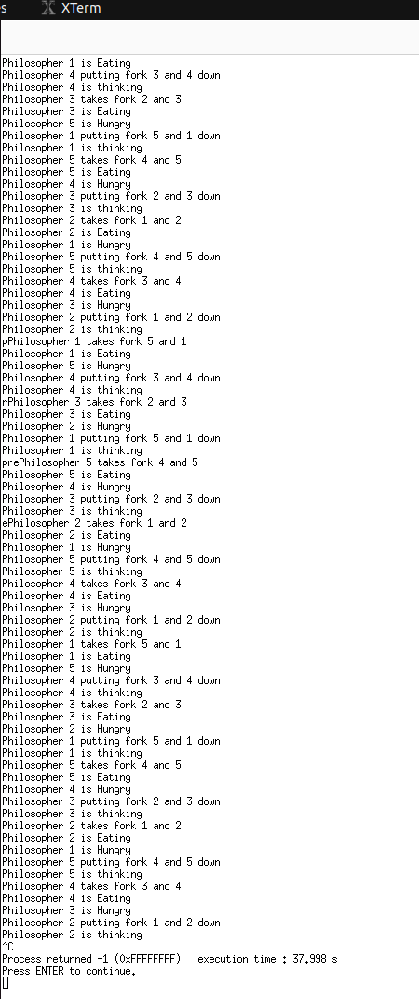 s XTerm
Philosopher 1 is Eating
Philosopher 4 putting fork 3 and 4 down
Philosopher 4 is thinking
Philosopher 3 takes fork 2 and 3
Philosopher 3 is Eating
Philosopher 5 is Hungry
Philosopher 1 putting fork 5 and 1 down
Philosopher 1 is thinking
Philosopher 5 takes fork 4 and 5
Philosopher 5 is Eating
Philosopher 4 is Hungry
Philosopher 3 putting fork 2 and 3 down
Philosopher 3 is thinking
Philosopher 2 takes fork 1 and 2
Philosopher 2 is Eating
Philosopher 1 is Hungry
Philosopher 5 putting fork 4 and 5 down
Philosopher 5 is thinking
Philosopher 4 takes fork 3 and 4
Philosopher 4 is Eating
Philosopher 3 is Hungry
Philosopher 2 putting fork 1 and 2 down
Philosopher 2 is thinking
pPhilosopher 1 takes fork 5 and 1
Philosopher 1 is Eating
Philosopher 5 is Hungry
Philosopher 4 putting fork 3 and 4 down
Philosopher 4 is thinking
rPhilosopher 3 takes fork 2 and 3
Philosopher 3 is Eating
Philosopher 2 is Hungry
Philosopher 1 putting fork 5 and 1 down
Philosopher 1 is thinking
prePhilosopher 5 takes fork 4 and 5
Philosopher 5 is Eating
Philosopher 4 is Hungry
Philosopher 3 putting fork 2 and 3 down
Philosopher 3 is thinking
ePhilosopher 2 takes fork 1 and 2
Philosopher 2 is Eating
Philosopher 1 is Hungry
Philosopher 5 putting fork 4 and 5 down
Philosopher 5 is thinking
Philosopher 4 takes fork 3 and 4
Philosopher 4 is Eating
Philosopher 3 is Hungry
Philosopher 2 putting fork 1 and 2 down
Philosopher 2 is thinking
Philosopher 1 takes fork 5 and 1
Philosopher 1 is Eating
Philosopher 5 is Hungry
Philosopher 4 putting fork 3 and 4 down
Philosopher 4 is thinking
Philosopher 3 takes fork 2 and 3
Philosopher 3 is Eating
Philosopher 2 is Hungry
Philosopher 1 putting fork 5 and 1 down
Philosopher 1 is thinking
Philosopher 5 takes fork 4 and 5
Philosopher 5 is Eating
Philosopher 4 is Hungry
Philosopher 3 putting fork 2 and 3 down
Philosopher 3 is thinking
Philosopher 2 takes fork 1 and 2
Philosopher 2 is Eating
Philosopher 1 is Hungry
Philosopher 5 putting fork 4 and 5 down
Philosopher 5 is thinking
Philosopher 4 takes fork 3 and 4
Philosopher 4 is Eating
Philosopher 3 is Hungry
Philosopher 2 putting fork 1 and 2 down
Philosopher 2 is thinking
^C
Process returned -1 (0xFFFFFFFF)   execution time : 37.998 s
Press ENTER to continue.